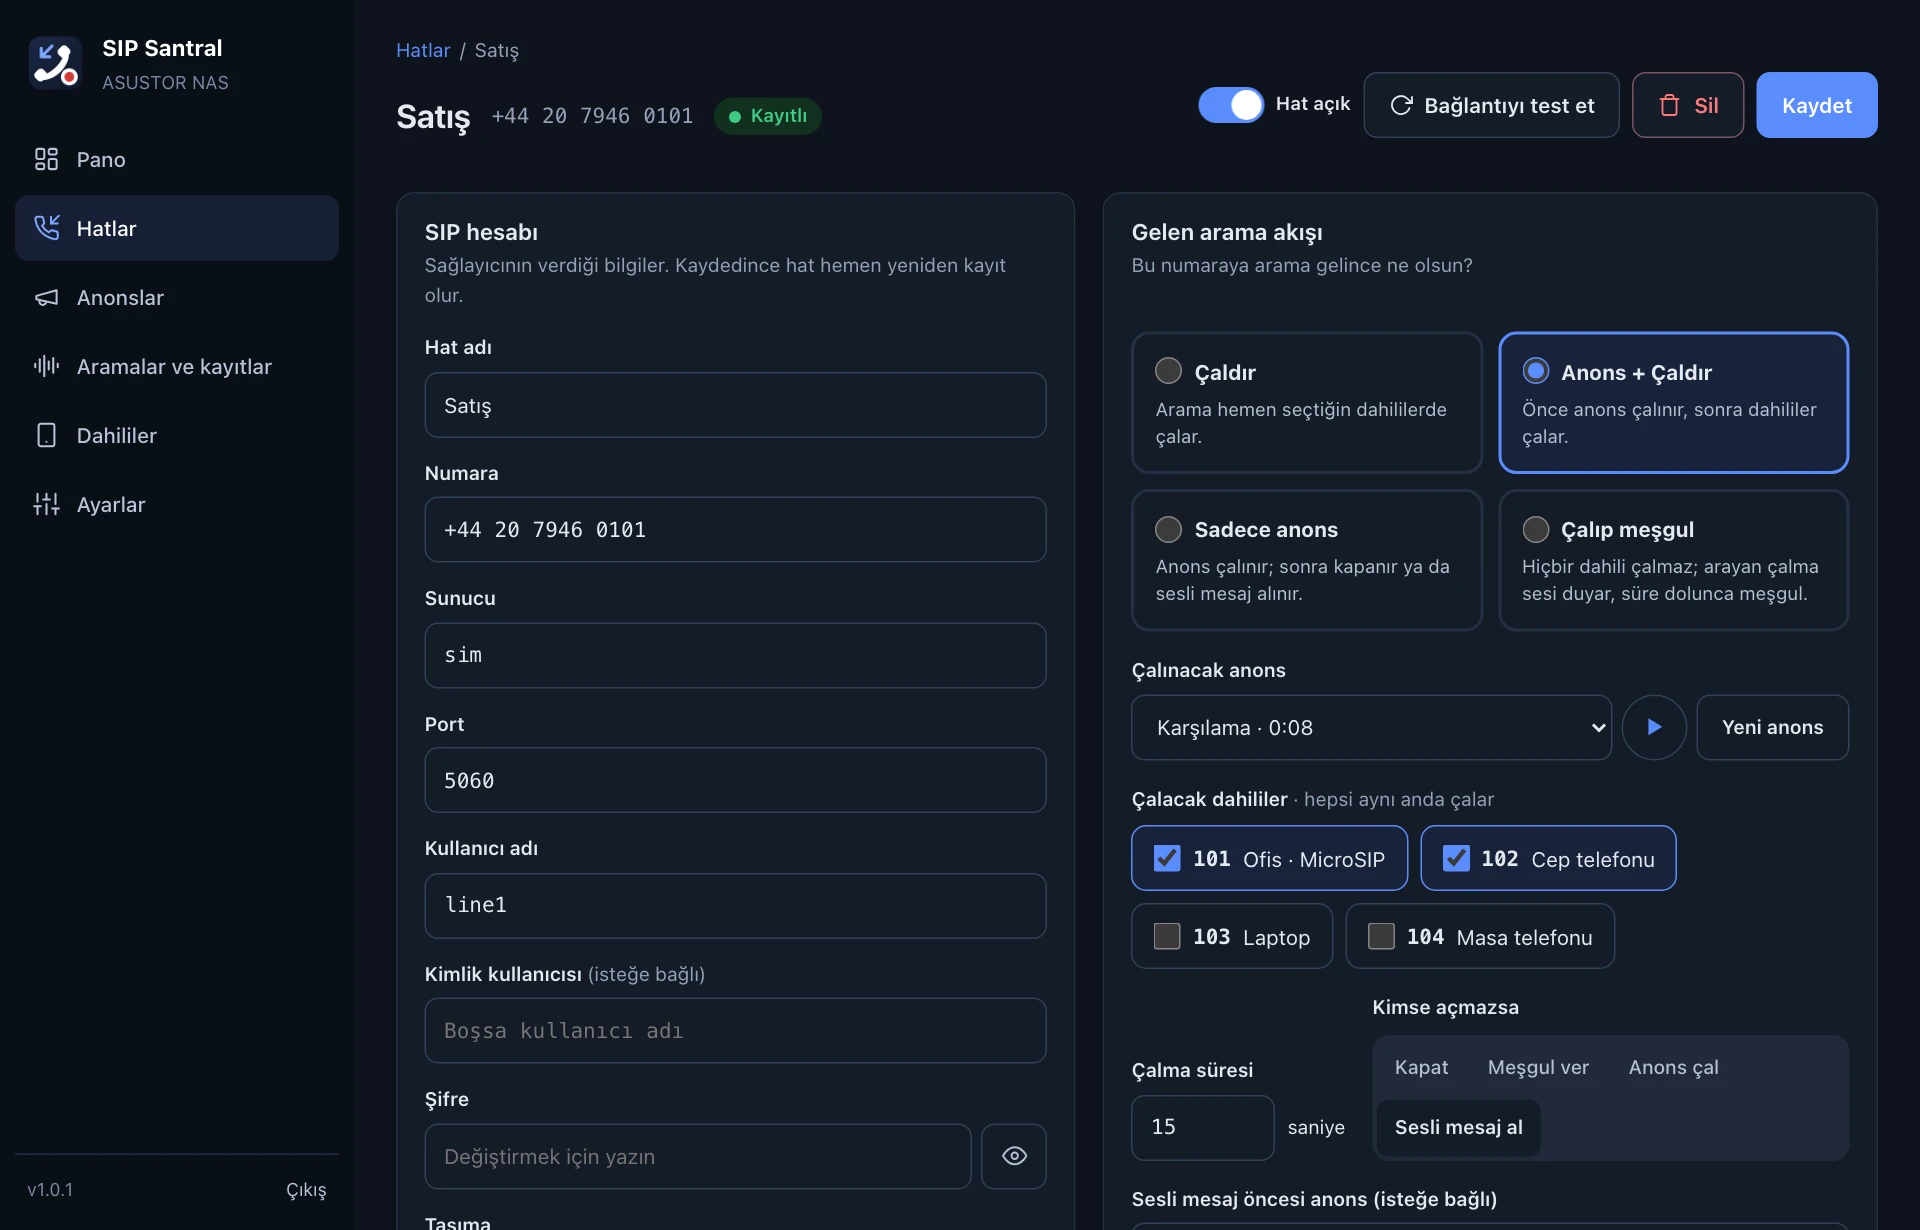 SIP Santral
ASUSTOR NAS
Pano
Hatlar
Anonslar
Aramalar ve kayıtlar
Dahililer
Ayarlar
v1.0.1
Çıkış
Hatlar / Satış
Satış +44 20 7946 0101 Kayıtlı
Hat açık
Bağlantıyı test et
Sil
Kaydet
SIP hesabı
Sağlayıcının verdiği bilgiler. Kaydedince hat hemen yeniden kayıt
olur.
Hat adı
Satış
Numara
+44 20 7946 0101
Sunucu
sim
Port
5060
Kullanıcı adı
line1
Kimlik kullanıcısı (isteğe bağlı)
Boşsa kullanıcı adı
Şifre
Değiştirmek için yazın
Taşıma
Gelen arama akışı
Bu numaraya arama gelince ne olsun?
Çaldır
Arama hemen seçtiğin dahililerde
çalar.
Anons + Çaldır
Önce anons çalınır, sonra dahililer
çalar.
Sadece anons
Anons çalınır; sonra kapanır ya da
sesli mesaj alınır.
Çalıp meşgul
Hiçbir dahili çalmaz; arayan çalma
sesi duyar, süre dolunca meşgul.
Çalınacak anons
Karşılama · 0:08
Yeni anons
Çalacak dahililer · hepsi aynı anda çalar
101 Ofis · MicroSIP
102 Cep telefonu
103 Laptop
104 Masa telefonu
Çalma süresi
15 saniye
Kimse açmazsa
Kapat Meşgul ver Anons çal
Sesli mesaj al
Sesli mesaj öncesi anons (isteğe bağlı)